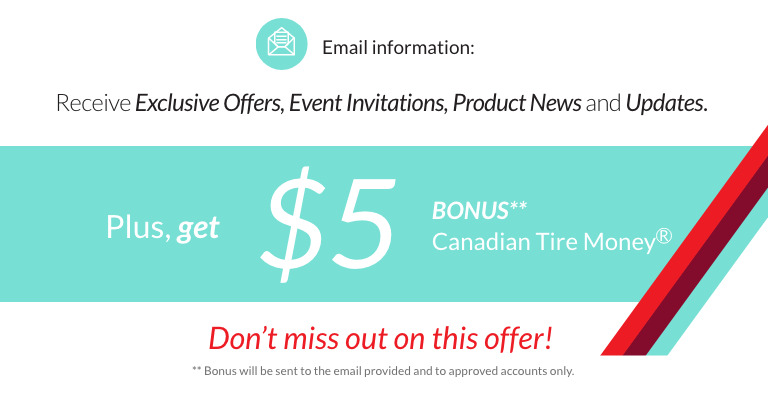 Email information:
Receive Exclusive Offers, Event Invitations, Product News and Updates.
Plus, get $5 BONUS**
Canadian Tire Money®
Don’t miss out on this offer!
** Bonus will be sent to the email provided and to approved accounts only.